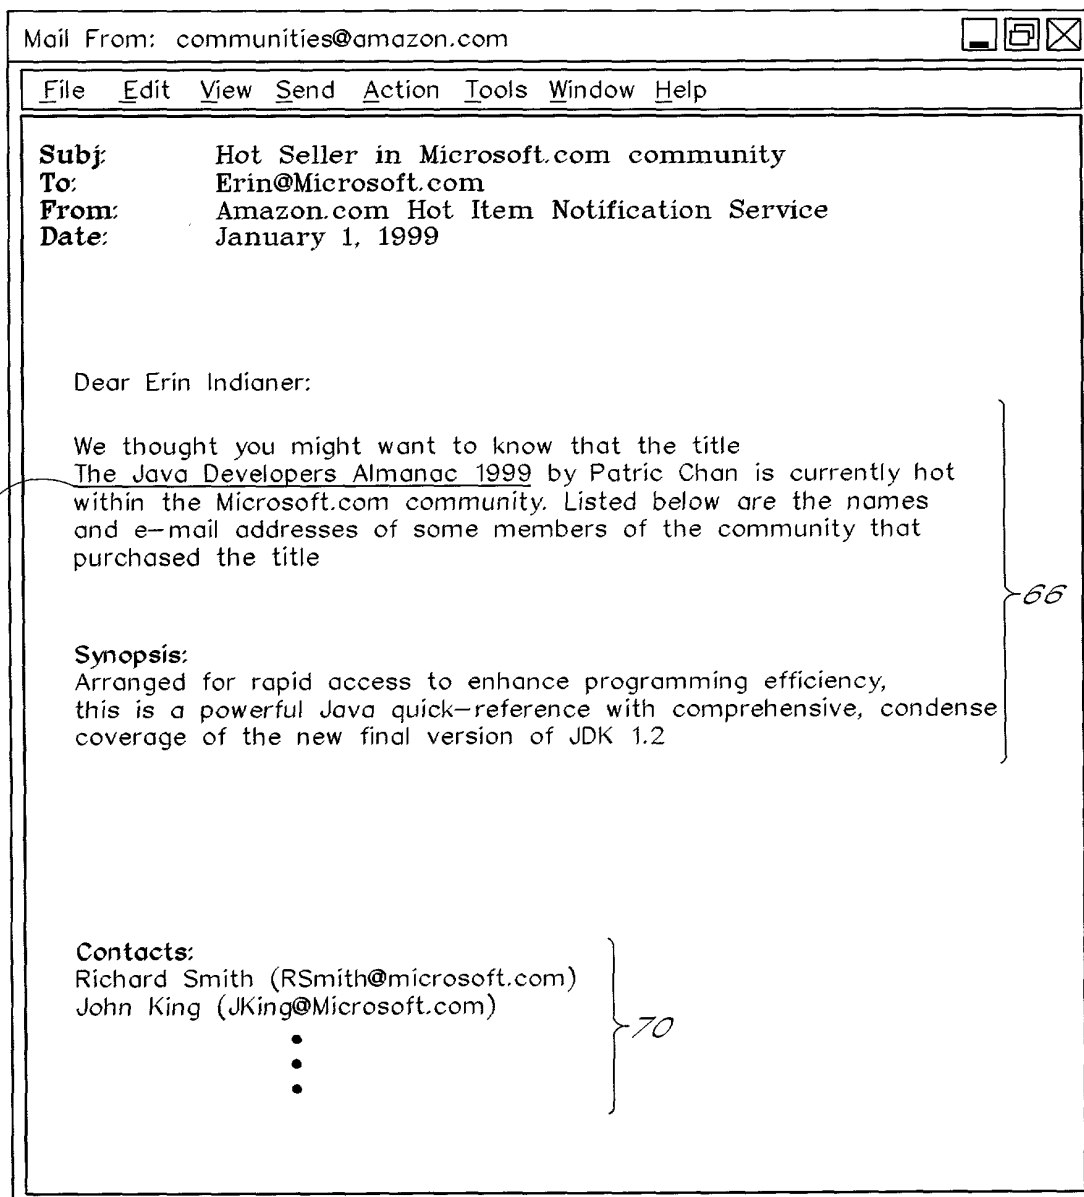 Mail From: communities@amazon.com
File Edit View Send Action Tools Window Help
Subj: Hot Seller in Microsoft.com community
To: Erin@Microsoft.com
From: Amazon.com Hot Item Notification Service
Date: January 1, 1999
Dear Erin Indianer:
We thought you might want to know that the title
The Java Developers Almanac 1999 by Patric Chan is currently hot
within the Microsoft.com community. Listed below are the names
and e-mail addresses of some members of the community that
purchased the title
66
Synopsis:
Arranged for rapid access to enhance programming efficiency,
this is a powerful Java quick-reference with comprehensive, condense
coverage of the new final version of JDK 1.2
Contacts:
Richard Smith (RSmith@microsoft.com)
John King (JKing@Microsoft.com)
70